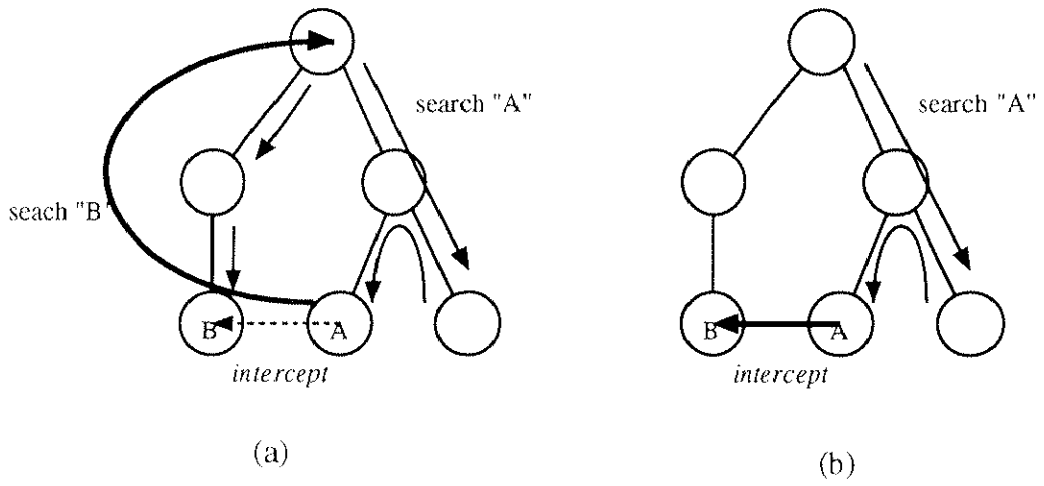 search "A"
seach "B"
B
A
intercept
(a)
search "A"
B
A
intercept
(b)